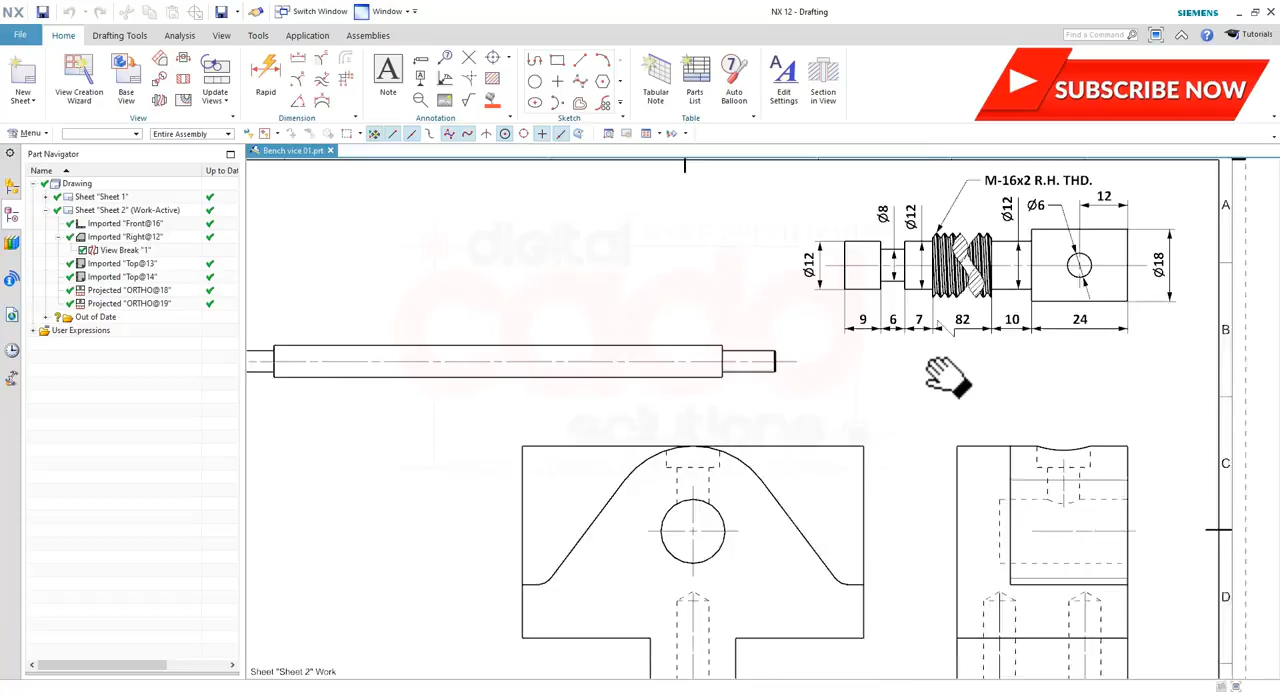 NX
Switch Window
Window
NX 12 - Drafting
SIEMENS
File
Home
Drafting Tools
Analysis
View
Tools
Application
Assemblies
Find a Command
Tutorials
New Sheet
View Creation Wizard
Base View
Update Views
Rapid
Note
Tabular Note
Parts List
Auto Balloon
Edit Settings
Section in View
View
Dimension
Annotation
Sketch
Table
SUBSCRIBE NOW
Menu
Entire Assembly
Part Navigator
Bench vice 01.prt
Name
Up to Dat
Drawing
Sheet "Sheet 1"
Sheet "Sheet 2" (Work-Active)
Imported "Front@16"
Imported "Right@12"
View Break "1"
Imported "Top@13"
Imported "Top@14"
Projected "ORTHO@18"
Projected "ORTHO@19"
Out of Date
User Expressions
M-16x2 R.H. THD.
12
Ø6
Ø12
Ø8
Ø12
Ø12
Ø18
9
6
7
82
10
24
A
B
C
D
digital
cadd
solutions
Sheet "Sheet 2" Work